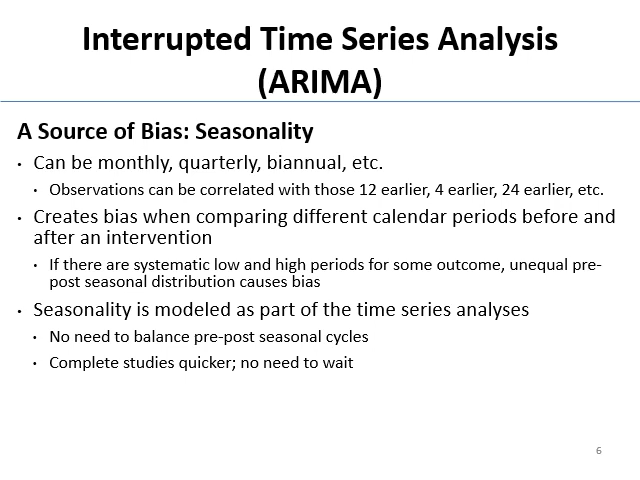 Interrupted Time Series Analysis
(ARIMA)
A Source of Bias: Seasonality
• Can be monthly, quarterly, biannual, etc.
• Observations can be correlated with those 12 earlier, 4 earlier, 24 earlier, etc.
• Creates bias when comparing different calendar periods before and
after an intervention
• If there are systematic low and high periods for some outcome, unequal pre-
post seasonal distribution causes bias
• Seasonality is modeled as part of the time series analyses
• No need to balance pre-post seasonal cycles
• Complete studies quicker; no need to wait
6